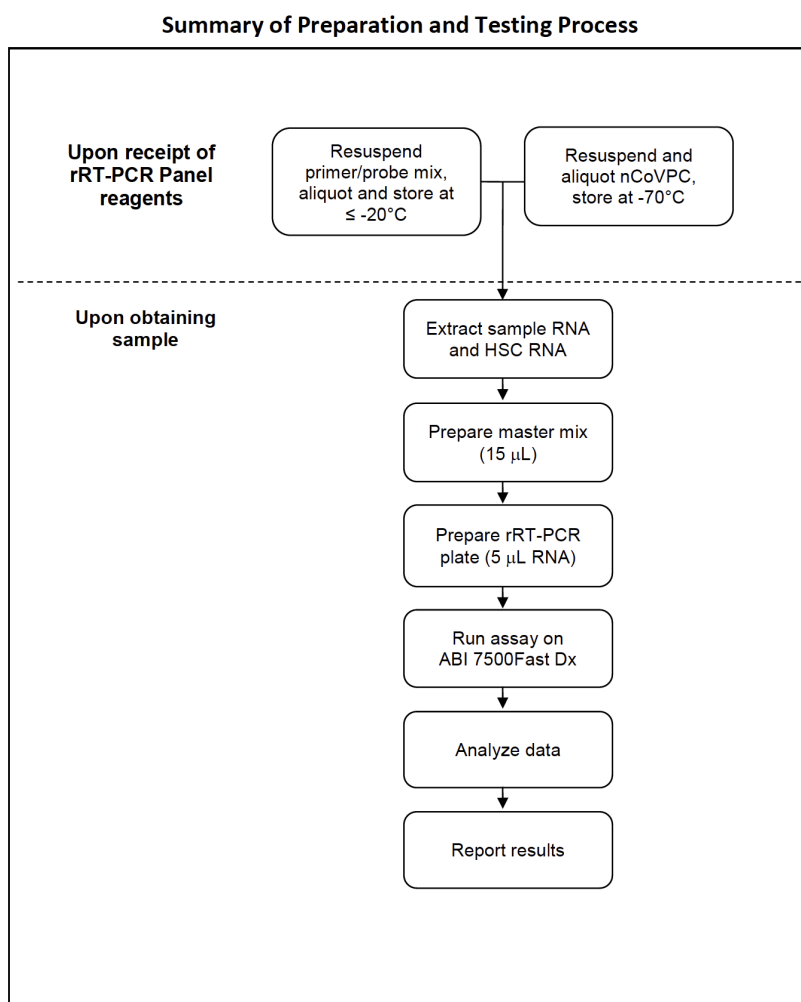 Summary of Preparation and Testing Process
Upon receipt of
rRT-PCR Panel
reagents
Resuspend
primer/probe mix,
aliquot and store at
≤ -20°C
Resuspend and
aliquot nCoVPC,
store at -70°C
Upon obtaining
sample
Extract sample RNA
and HSC RNA
Prepare master mix
(15 μL)
Prepare rRT-PCR
plate (5 μL RNA)
Run assay on
ABI 7500Fast Dx
Analyze data
Report results